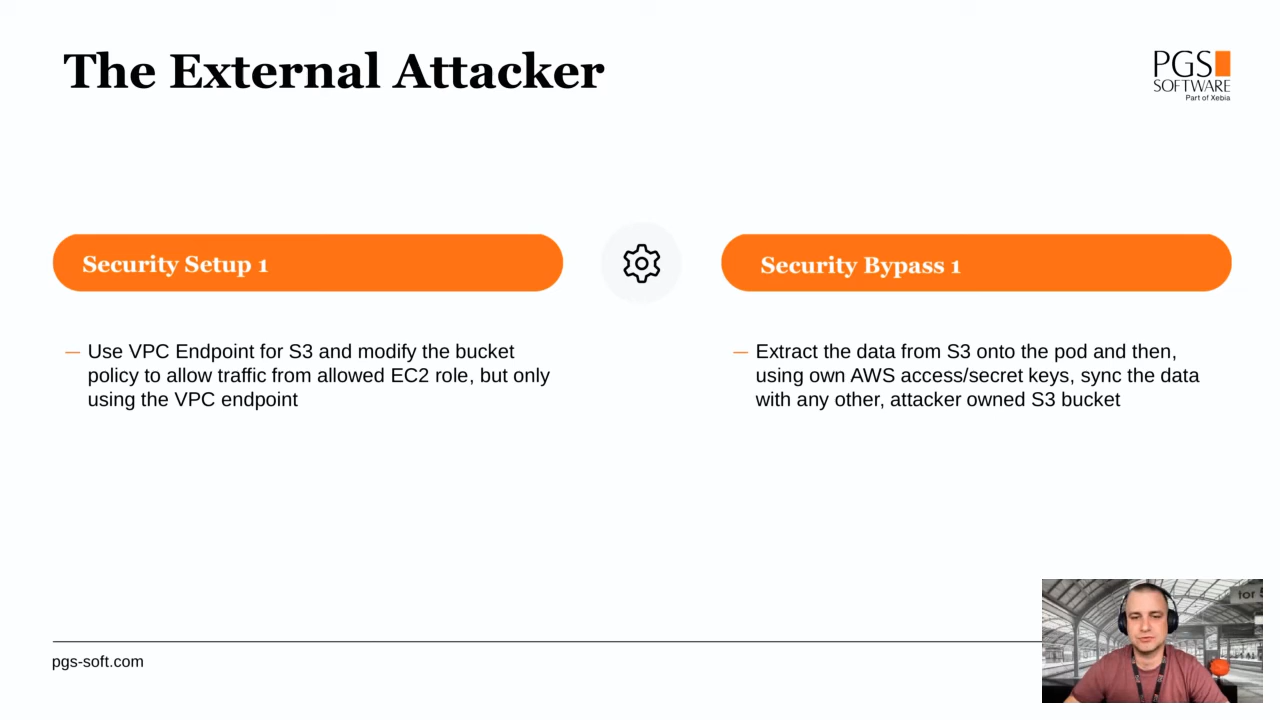 The External Attacker
PGS
SOFTWARE
Part of Xebia
Security Setup 1
Security Bypass 1
— Use VPC Endpoint for S3 and modify the bucket
policy to allow traffic from allowed EC2 role, but only
using the VPC endpoint
— Extract the data from S3 onto the pod and then,
using own AWS access/secret keys, sync the data
with any other, attacker owned S3 bucket
pgs-soft.com
for